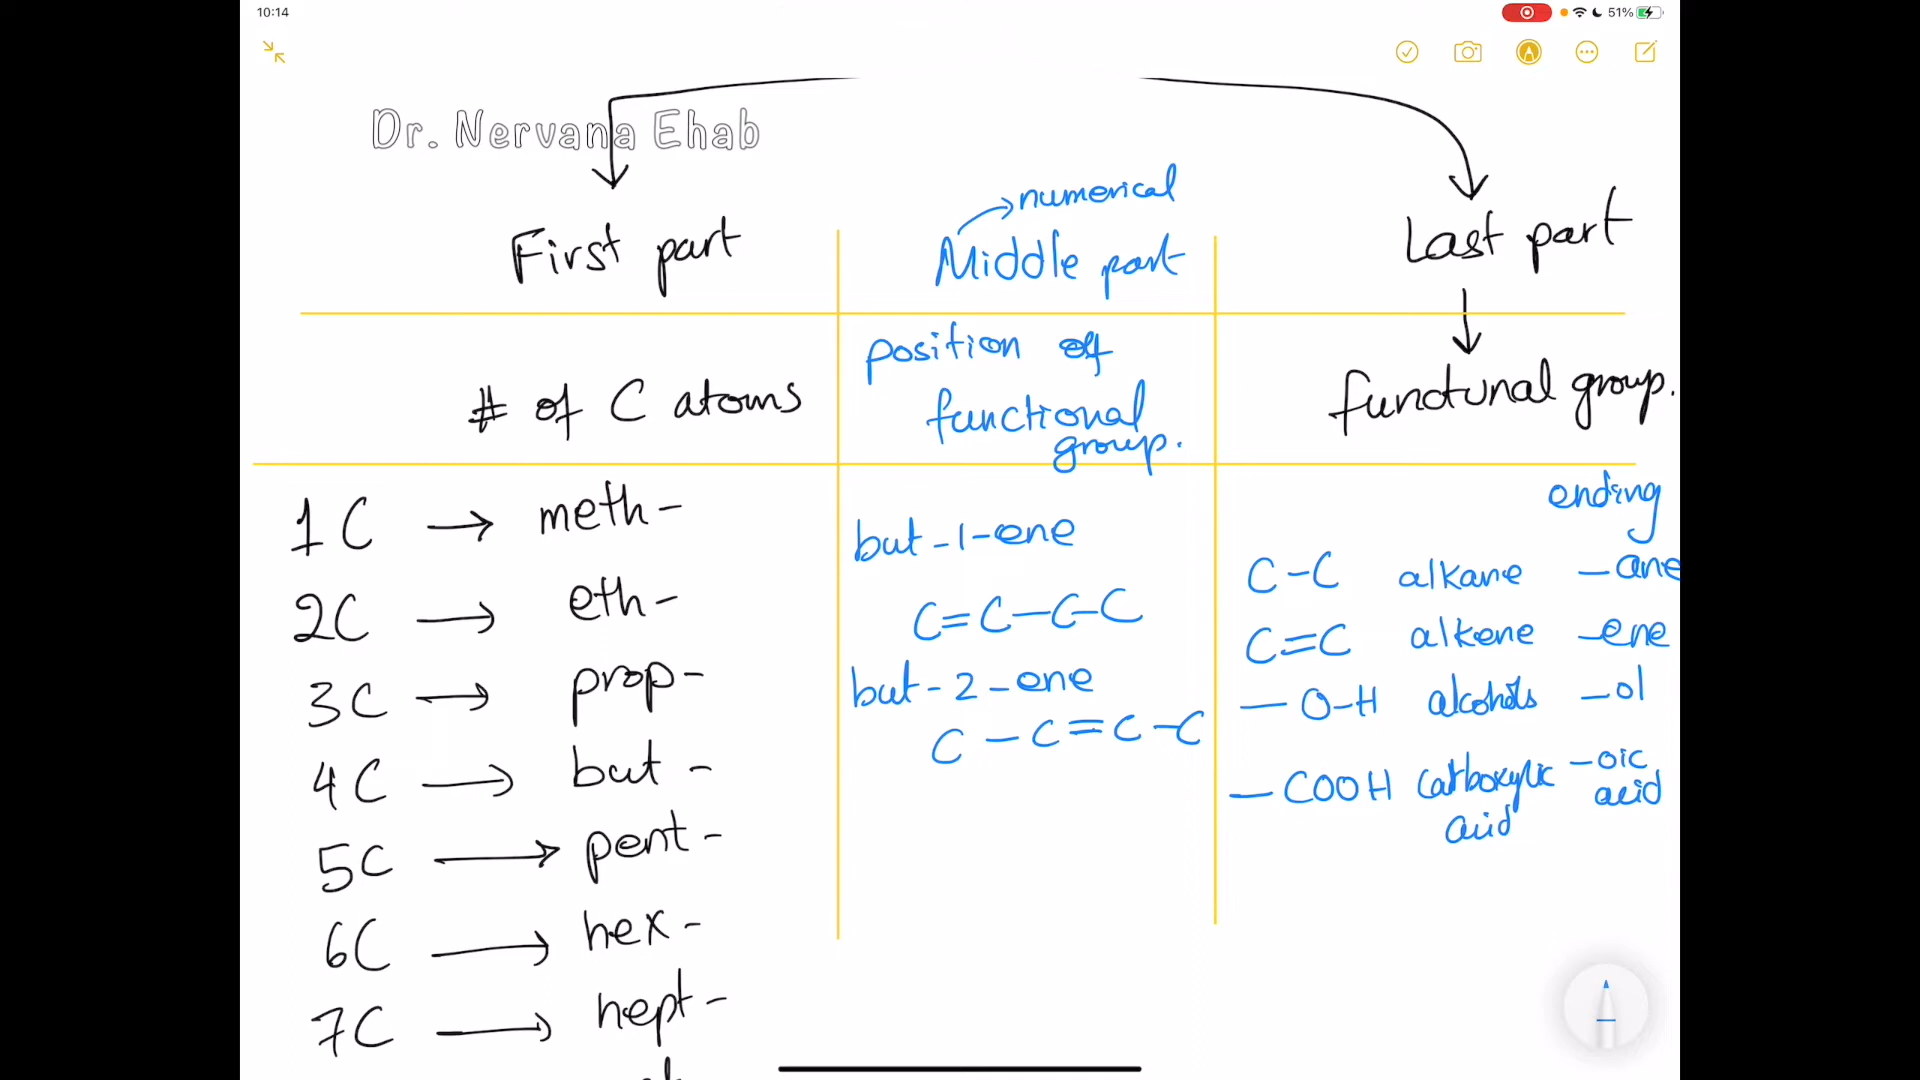 10:14
51%
Dr. Nervana Ehab
numerical
First part
Middle part
Last part
# of C atoms
position of
functional
group.
functunal group.
1C → meth-
2C → eth-
3C → prop-
4C → but-
5C → pent-
6C → hex-
7C → hept-
but-1-ene
C=C-C-C
but-2-ene
C-C=C-C
ending
C-C alkane -ane
C=C alkene -ene
-O-H alcohols -ol
-COOH carboxylic acid -oic acid